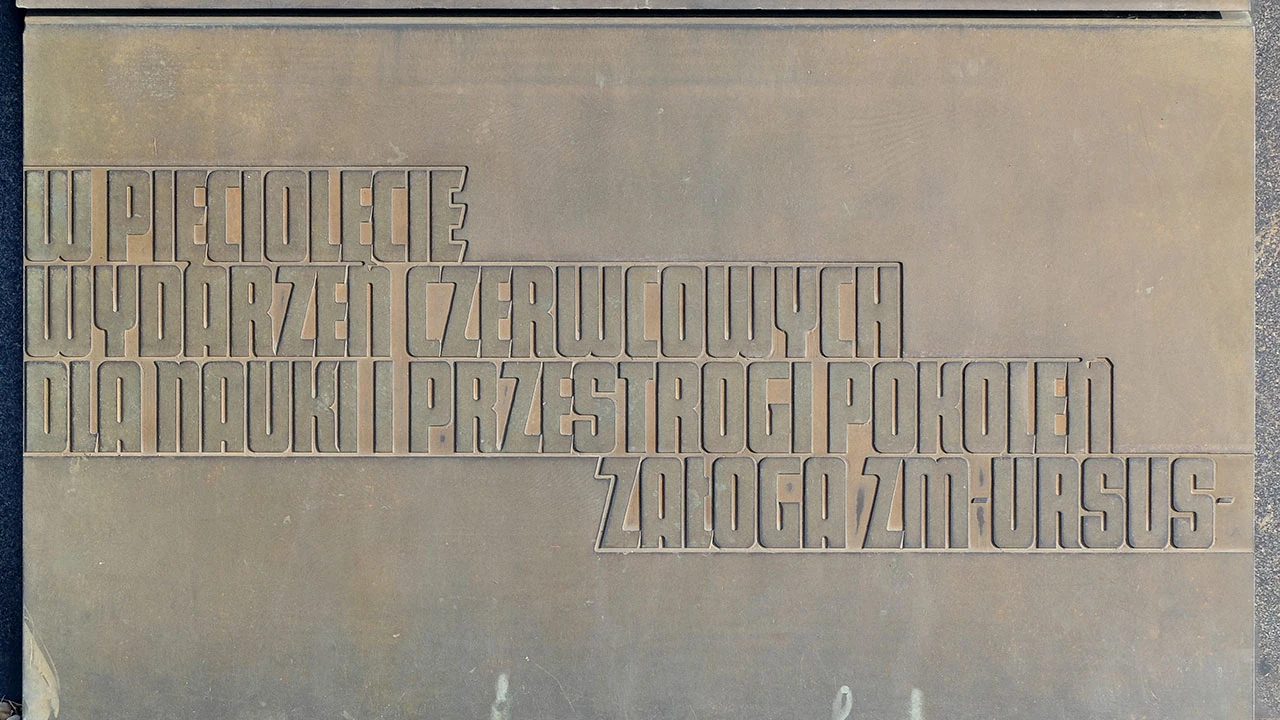 W PIĘCIOLECIE
WYDARZEŃ CZERWCOWYCH
DLA NAUKI I PRZESTROGI POKOLEŃ
ZAŁOGA ZM-URSUS-